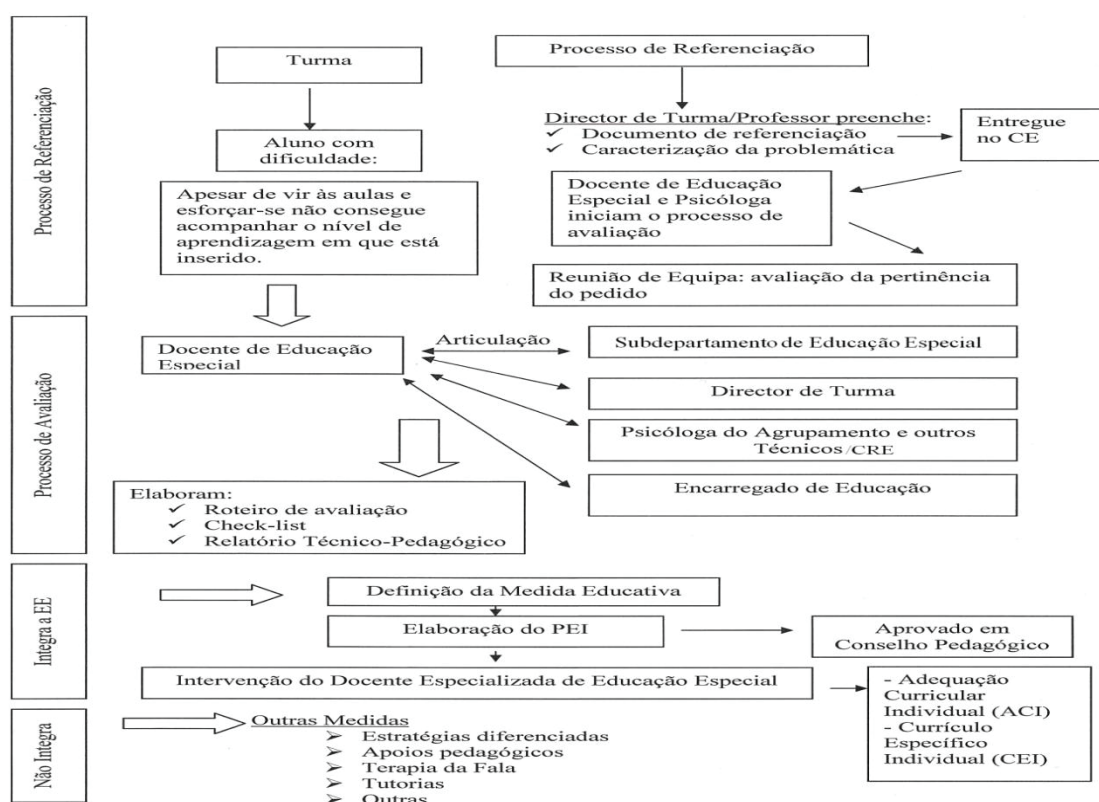 Processo de Referenciação
Turma
Aluno com
dificuldade:
Apesar de vir às aulas e
esforçar-se não consegue
acompanhar o nível de
aprendizagem em que está
inserido.
Processo de Referenciação
Director de Turma/Professor preenche:
✓ Documento de referenciação
✓ Caracterização da problemática
Entregue
no CE
Docente de Educação
Especial e Psicóloga
iniciam o processo de
avaliação
Reunião de Equipa: avaliação da pertinência
do pedido
Processo de Avaliação
Docente de Educação
Especial
Articulação
Subdepartamento de Educação Especial
Director de Turma
Psicóloga do Agrupamento e outros
Técnicos/CRE
Encarregado de Educação
Elaboram:
✓ Roteiro de avaliação
✓ Check-list
✓ Relatório Técnico-Pedagógico
Integra a EE
Definição da Medida Educativa
Elaboração do PEI
Aprovado em
Conselho Pedagógico
Intervenção do Docente Especializada de Educação Especial
- Adequação
Curricular
Individual (ACI)
- Currículo
Específico
Individual (CEI)
Não Integra
Outras Medidas
➢ Estratégias diferenciadas
➢ Apoios pedagógicos
➢ Terapia da Fala
➢ Tutorias
➢ Outras